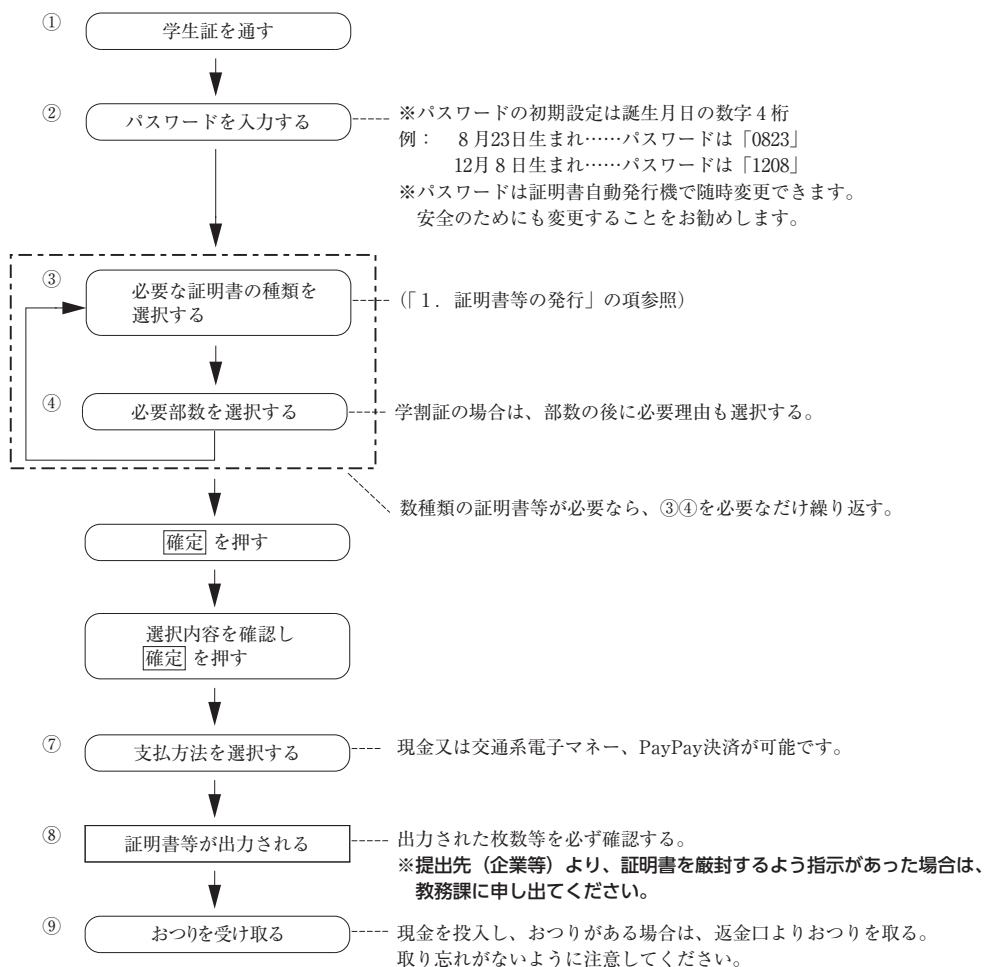 ① 学生証を通す
② パスワードを入力する
※パスワードの初期設定は誕生月日の数字4桁
例： 8月23日生まれ……パスワードは「0823」
12月8日生まれ……パスワードは「1208」
※パスワードは証明書自動発行機で随時変更できます。
安全のためにも変更することをお勧めします。
③ 必要な証明書の種類を
選択する
（「1．証明書等の発行」の項参照）
④ 必要部数を選択する
学割証の場合は、部数の後に必要理由も選択する。
数種類の証明書等が必要なら、③④を必要なだけ繰り返す。
確定 を押す
選択内容を確認し
確定 を押す
⑦ 支払方法を選択する
現金又は交通系電子マネー、PayPay決済が可能です。
⑧ 証明書等が出力される
出力された枚数等を必ず確認する。
※提出先（企業等）より、証明書を厳封するよう指示があった場合は、
教務課に申し出てください。
⑨ おつりを受け取る
現金を投入し、おつりがある場合は、返金口よりおつりを取る。
取り忘れがないように注意してください。